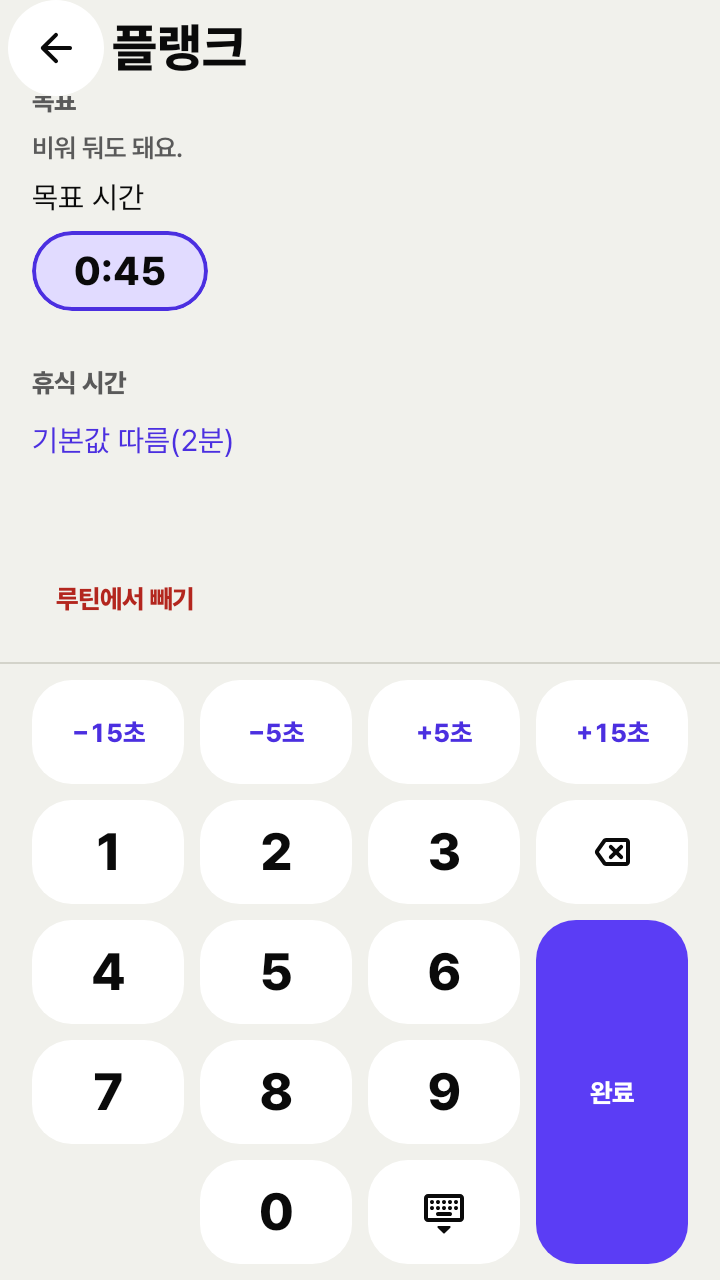 플랭크
목표
비워 둬도 돼요.
목표 시간
0:45
휴식 시간
기본값 따름(2분)
루틴에서 빼기
−15초 −5초 +5초 +15초
1 2 3
4 5 6
7 8 9
완료
0